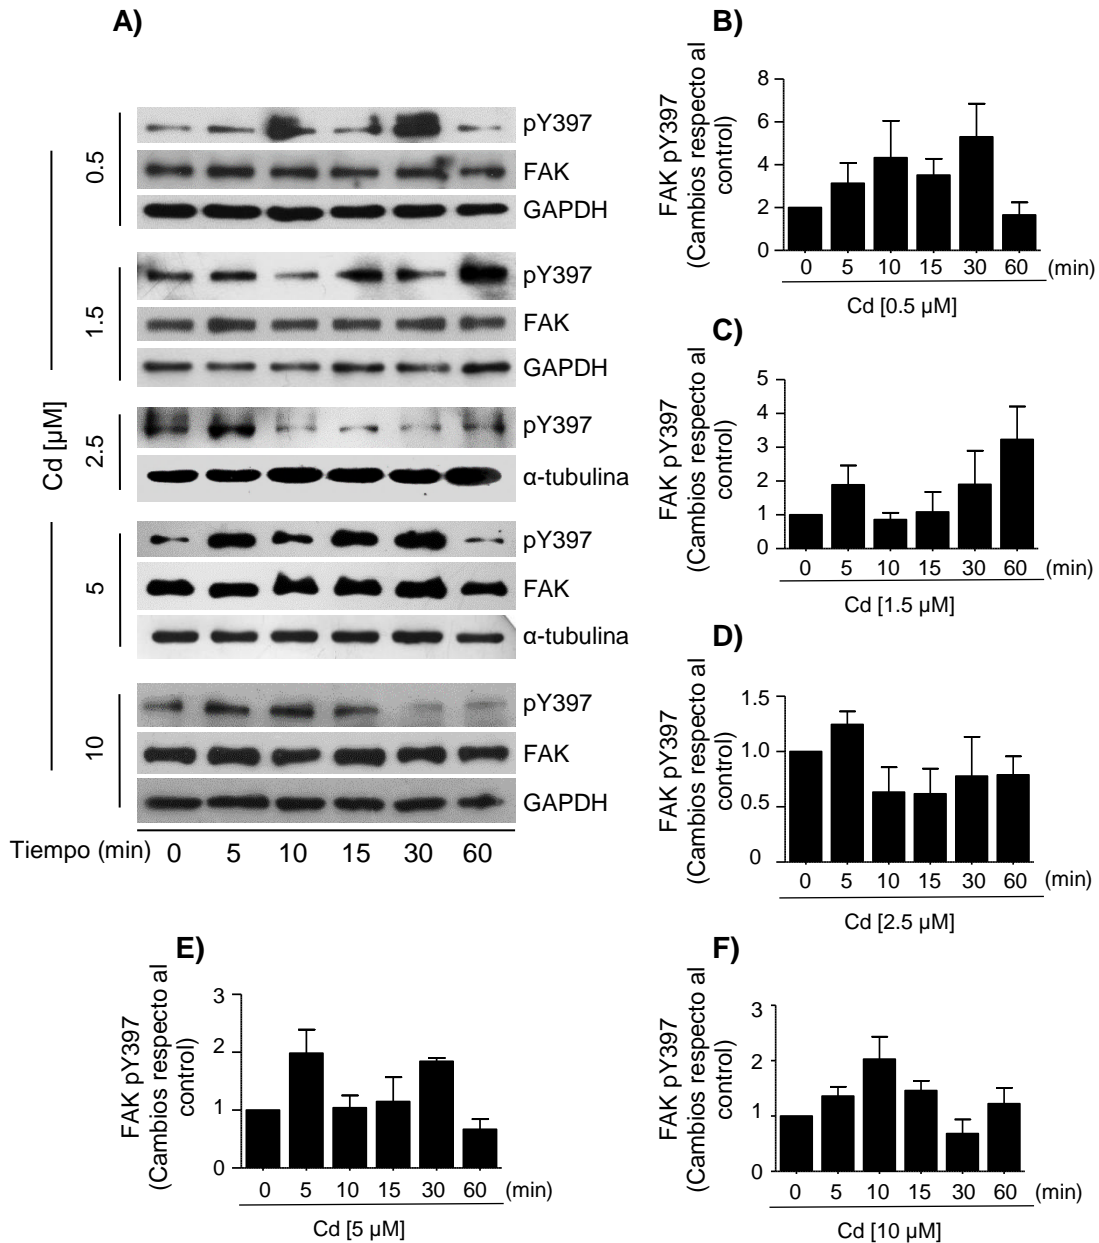 A)
Cd [µM]
0.5
pY397
FAK
GAPDH
1.5
pY397
FAK
GAPDH
2.5
pY397
α-tubulina
5
pY397
FAK
α-tubulina
10
pY397
FAK
GAPDH
Tiempo (min) 0 5 10 15 30 60
B)
FAK pY397
(Cambios respecto al
control)
8
6
4
2
0
0 5 10 15 30 60 (min)
Cd [0.5 µM]
C)
FAK pY397
(Cambios respecto al
control)
5
4
3
2
1
0
0 5 10 15 30 60 (min)
Cd [1.5 µM]
D)
FAK pY397
(Cambios respecto al
control)
1.5
1.0
0.5
0
0 5 10 15 30 60 (min)
Cd [2.5 µM]
E)
FAK pY397
(Cambios respecto al
control)
3
2
1
0
0 5 10 15 30 60 (min)
Cd [5 µM]
F)
FAK pY397
(Cambios respecto al
control)
3
2
1
0
0 5 10 15 30 60 (min)
Cd [10 µM]